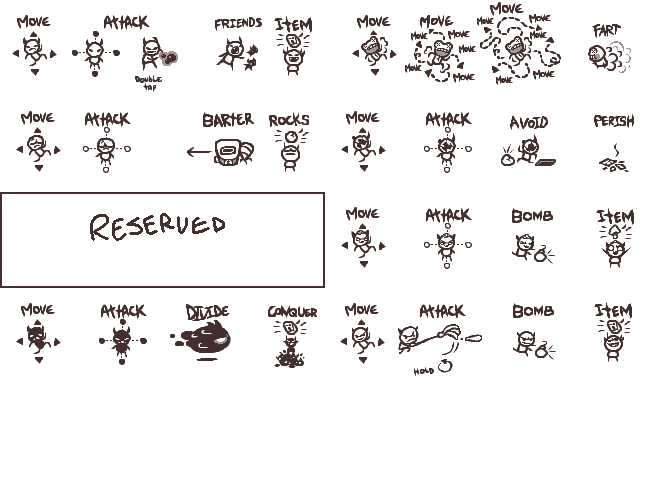 MOVE ATTACK FRIENDS ITEM
DOUBLE
TAP
MOVE MOVE MOVE FART
MOVE MOVE MOVE MOVE
MOVE MOVE MOVE MOVE
MOVE ATTACK BARTER ROCKS
MOVE ATTACK AVOID PERISH
RESERVED
MOVE ATTACK BOMB ITEM
MOVE ATTACK DIVIDE CONQUER
MOVE ATTACK BOMB ITEM
HOLD